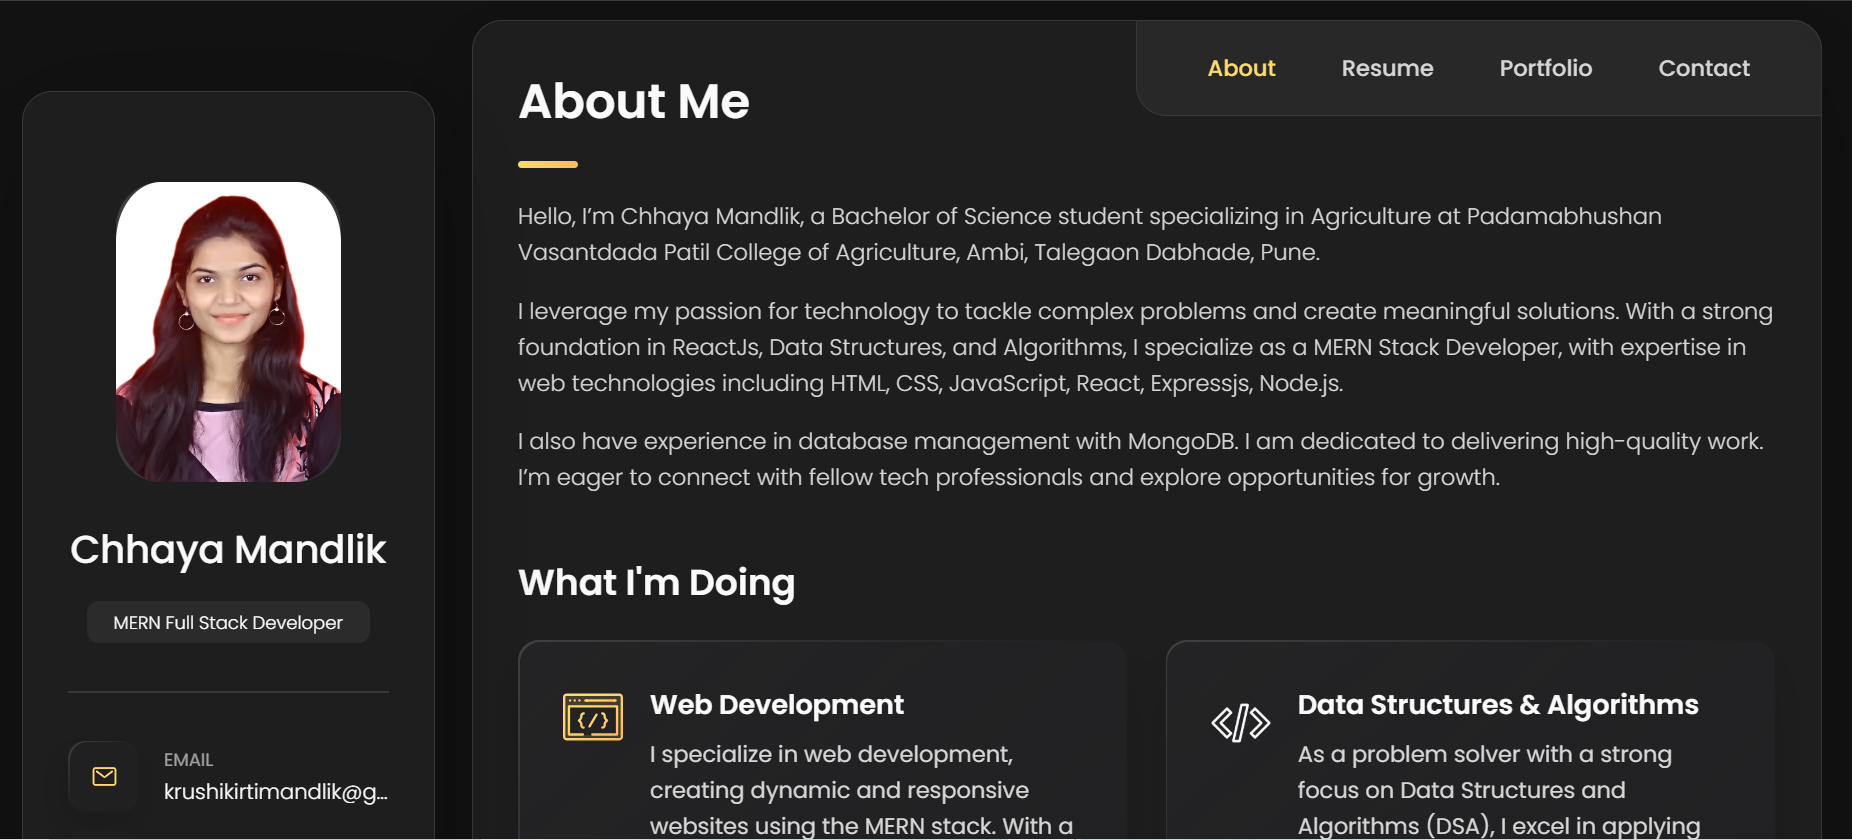 About
Resume
Portfolio
Contact
About Me
Hello, I’m Chhaya Mandlik, a Bachelor of Science student specializing in Agriculture at Padamabhushan
Vasantdada Patil College of Agriculture, Ambi, Talegaon Dabhade, Pune.
I leverage my passion for technology to tackle complex problems and create meaningful solutions. With a strong
foundation in ReactJs, Data Structures, and Algorithms, I specialize as a MERN Stack Developer, with expertise in
web technologies including HTML, CSS, JavaScript, React, Expressjs, Node.js.
I also have experience in database management with MongoDB. I am dedicated to delivering high-quality work.
I’m eager to connect with fellow tech professionals and explore opportunities for growth.
Chhaya Mandlik
MERN Full Stack Developer
EMAIL
krushikirtimandlik@g...
What I'm Doing
Web Development
I specialize in web development,
creating dynamic and responsive
websites using the MERN stack. With a
Data Structures & Algorithms
As a problem solver with a strong
focus on Data Structures and
Algorithms (DSA), I excel in applying